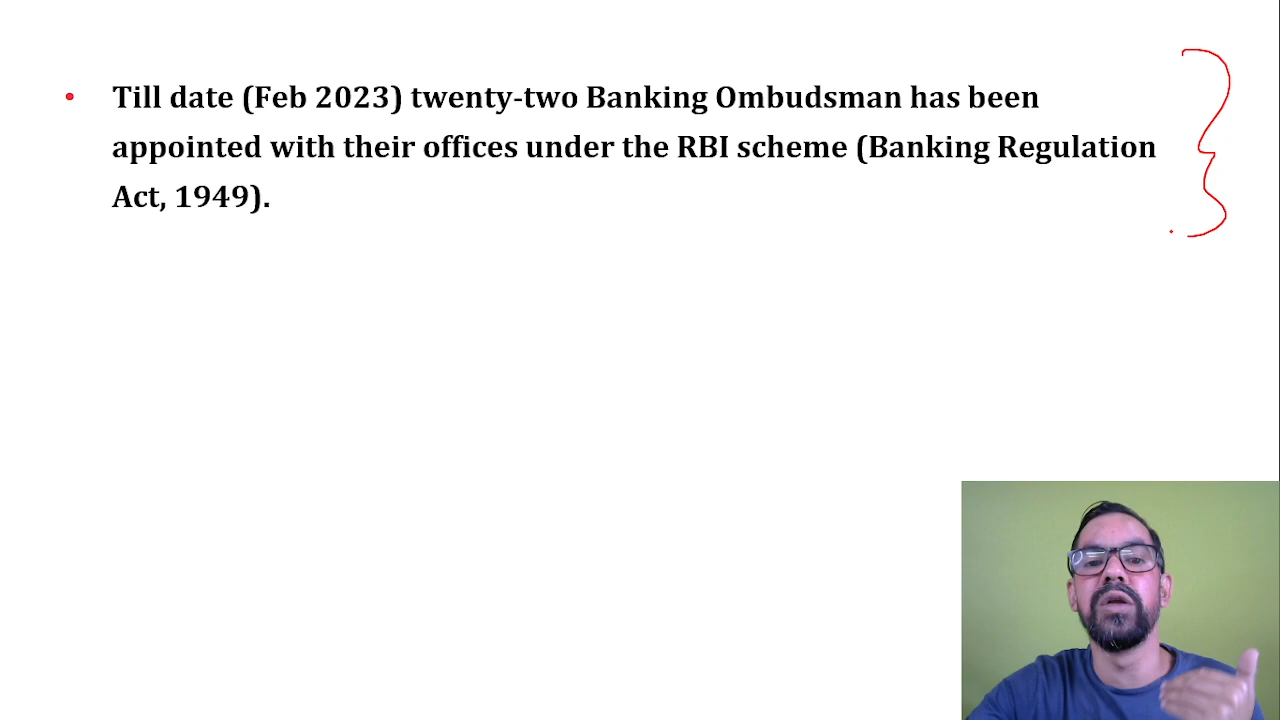 • Till date (Feb 2023) twenty-two Banking Ombudsman has been
appointed with their offices under the RBI scheme (Banking Regulation
Act, 1949).